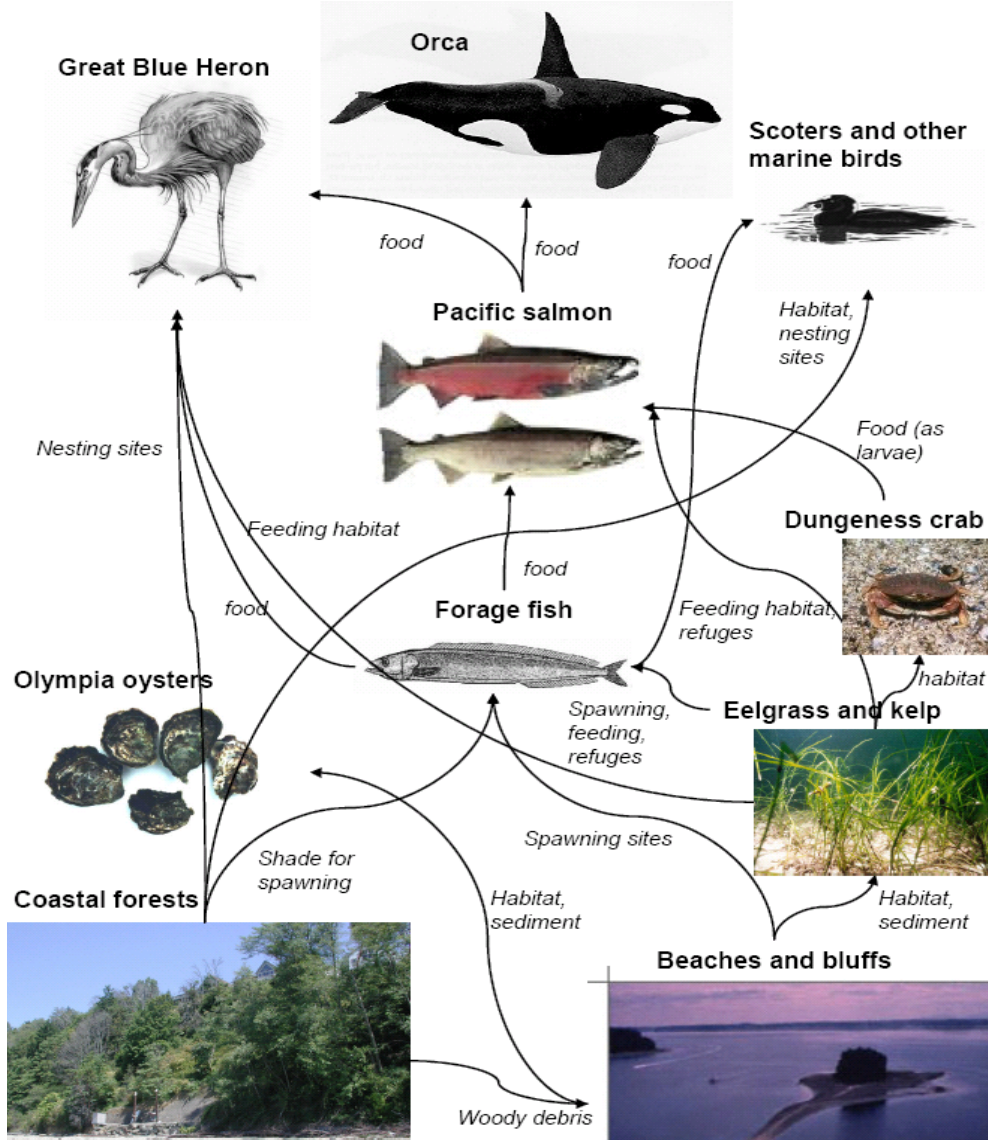 Orca
Great Blue Heron
Scoters and other
marine birds
food
food
food
Pacific salmon
Habitat,
nesting
sites
Nesting sites
Food (as
larvae)
Feeding habitat
Dungeness crab
food
food
Forage fish
Feeding habitat,
refuges
Olympia oysters
habitat
Spawning,
feeding,
refuges
Eelgrass and kelp
Spawning sites
Shade for
spawning
Coastal forests
Habitat,
sediment
Habitat,
sediment
Beaches and bluffs
Woody debris